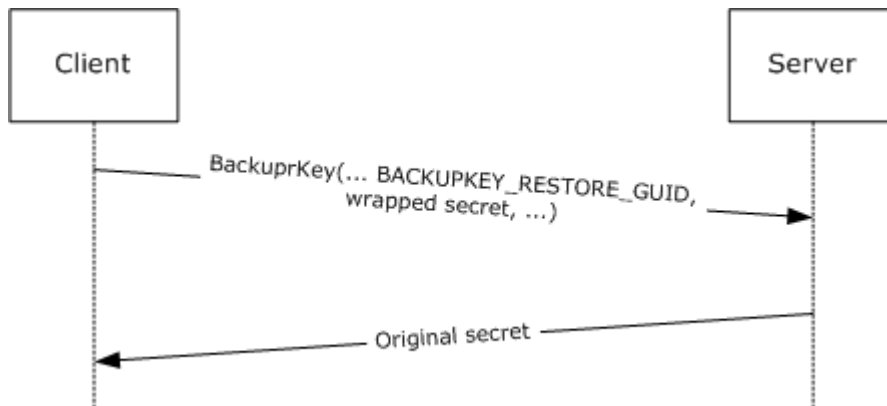 Client
Server
BackuprKey(... BACKUPKEY_RESTORE_GUID,
wrapped secret, ...)
Original secret